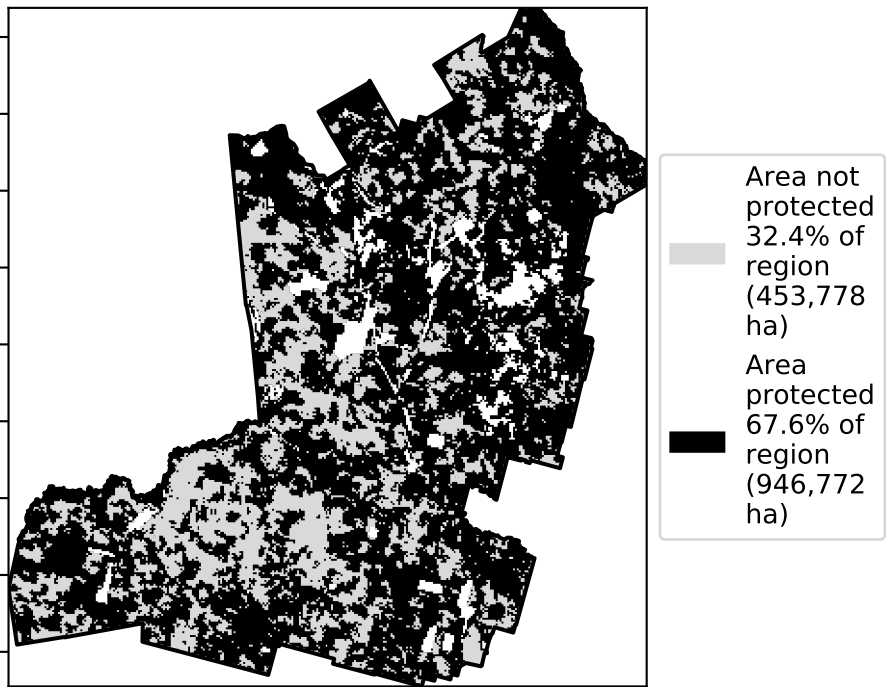 Area not
protected
32.4% of
region
(453,778
ha)
Area
protected
67.6% of
region
(946,772
ha)